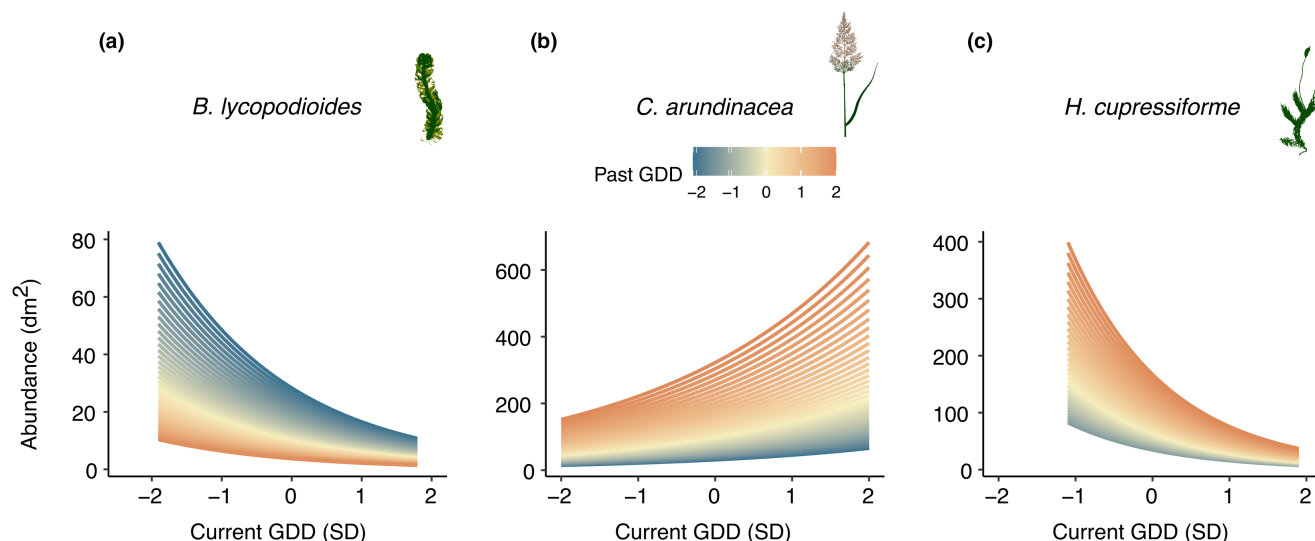 (a)
B. lycopodioides
(b)
C. arundinacea
(c)
H. cupressiforme
Past GDD
−2 −1 0 1 2
Abundance (dm²)
80
60
40
20
0
−2 −1 0 1 2
Current GDD (SD)
600
400
200
0
−2 −1 0 1 2
Current GDD (SD)
400
300
200
100
0
−2 −1 0 1 2
Current GDD (SD)